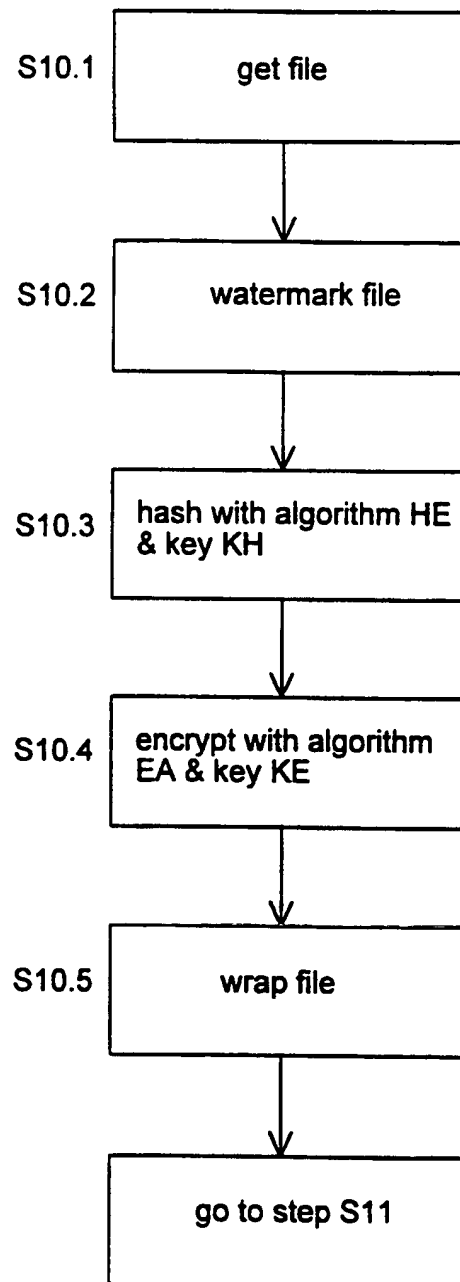 S10.1
get file
S10.2
watermark file
S10.3
hash with algorithm HE
& key KH
S10.4
encrypt with algorithm
EA & key KE
S10.5
wrap file
go to step S11